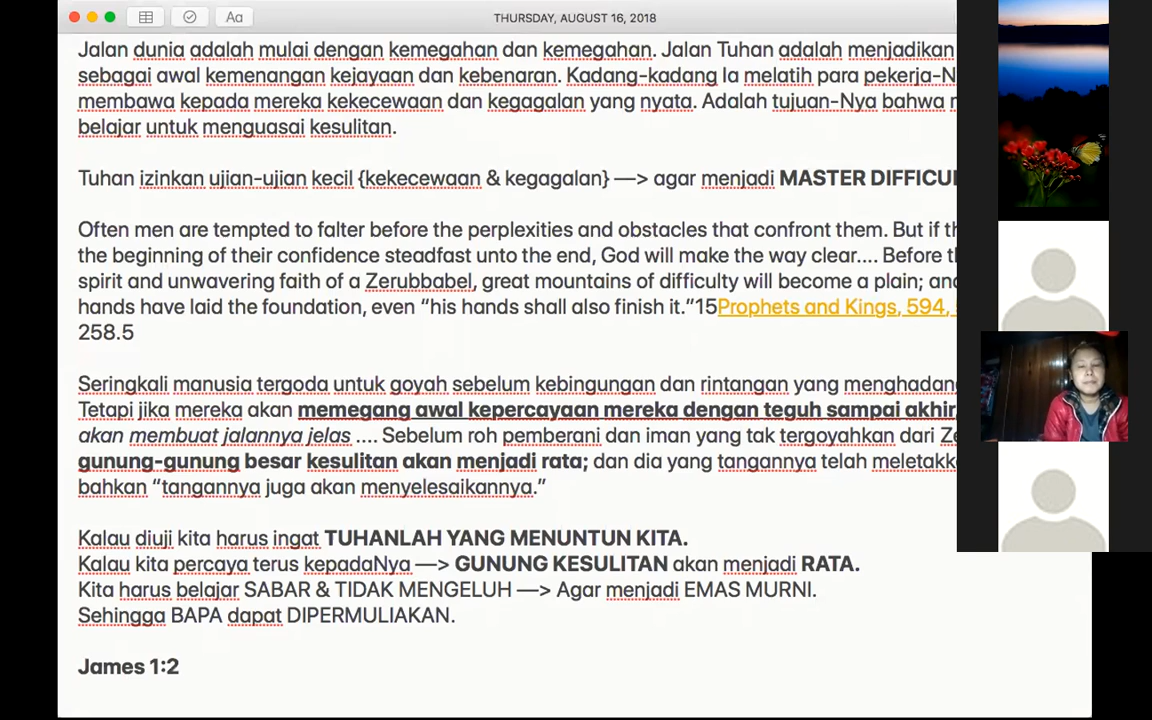 Aa
THURSDAY, AUGUST 16, 2018
Jalan dunia adalah mulai dengan kemegahan dan kemegahan. Jalan Tuhan adalah menjadikan
sebagai awal kemenangan kejayaan dan kebenaran. Kadang-kadang Ia melatih para pekerja-N
membawa kepada mereka kekecewaan dan kegagalan yang nyata. Adalah tujuan-Nya bahwa
belajar untuk menguasai kesulitan.
Tuhan izinkan ujian-ujian kecil {kekecewaan & kegagalan} —> agar menjadi MASTER DIFFICUL
Often men are tempted to falter before the perplexities and obstacles that confront them. But if th
the beginning of their confidence steadfast unto the end, God will make the way clear.... Before th
spirit and unwavering faith of a Zerubbabel, great mountains of difficulty will become a plain; and
hands have laid the foundation, even “his hands shall also finish it.”15Prophets and Kings, 594,
258.5
Seringkali manusia tergoda untuk goyah sebelum kebingungan dan rintangan yang menghadang
Tetapi jika mereka akan memegang awal kepercayaan mereka dengan teguh sampai akhir,
akan membuat jalannya jelas .... Sebelum roh pemberani dan iman yang tak tergoyahkan dari Ze
gunung-gunung besar kesulitan akan menjadi rata; dan dia yang tangannya telah meletakk
bahkan “tangannya juga akan menyelesaikannya.”
Kalau diuji kita harus ingat TUHANLAH YANG MENUNTUN KITA.
Kalau kita percaya terus kepadaNya —> GUNUNG KESULITAN akan menjadi RATA.
Kita harus belajar SABAR & TIDAK MENGELUH —> Agar menjadi EMAS MURNI.
Sehingga BAPA dapat DIPERMULIAKAN.
James 1:2